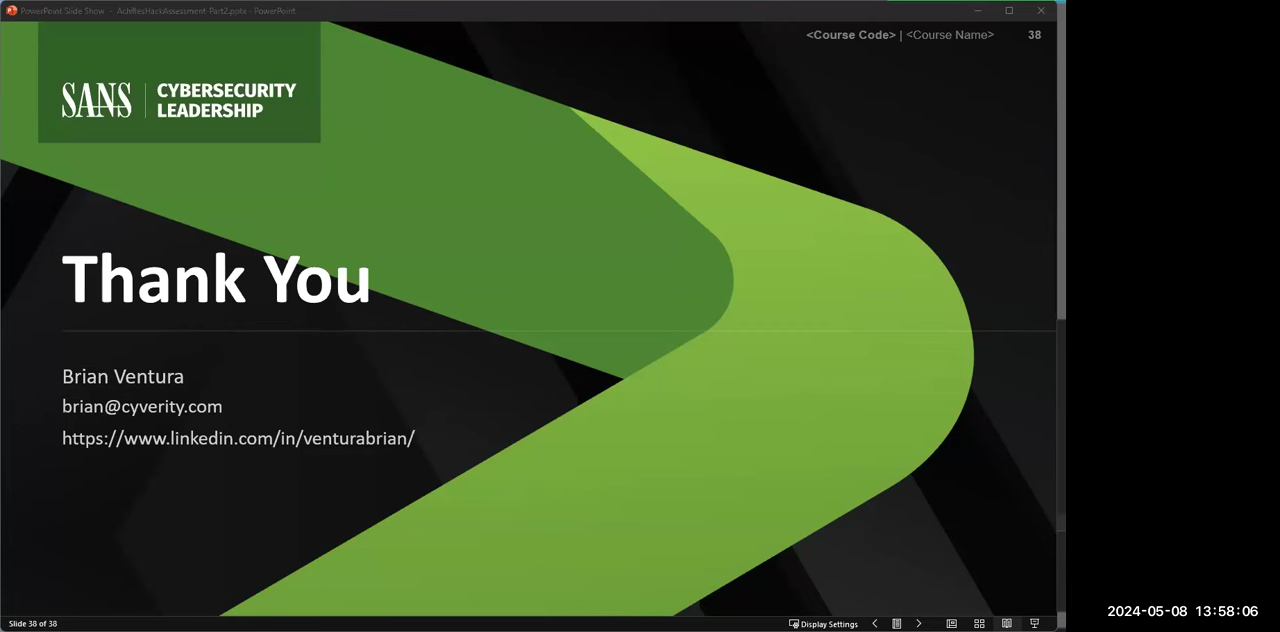 PowerPoint Slide Show - AchillesHackAssessment-Part2.pptx - PowerPoint
<Course Code> | <Course Name> 38
SANS
CYBERSECURITY
LEADERSHIP
Thank You
Brian Ventura
brian@cyverity.com
https://www.linkedin.com/in/venturabrian/
2024-05-08 13:58:06
Slide 38 of 38
Display Settings